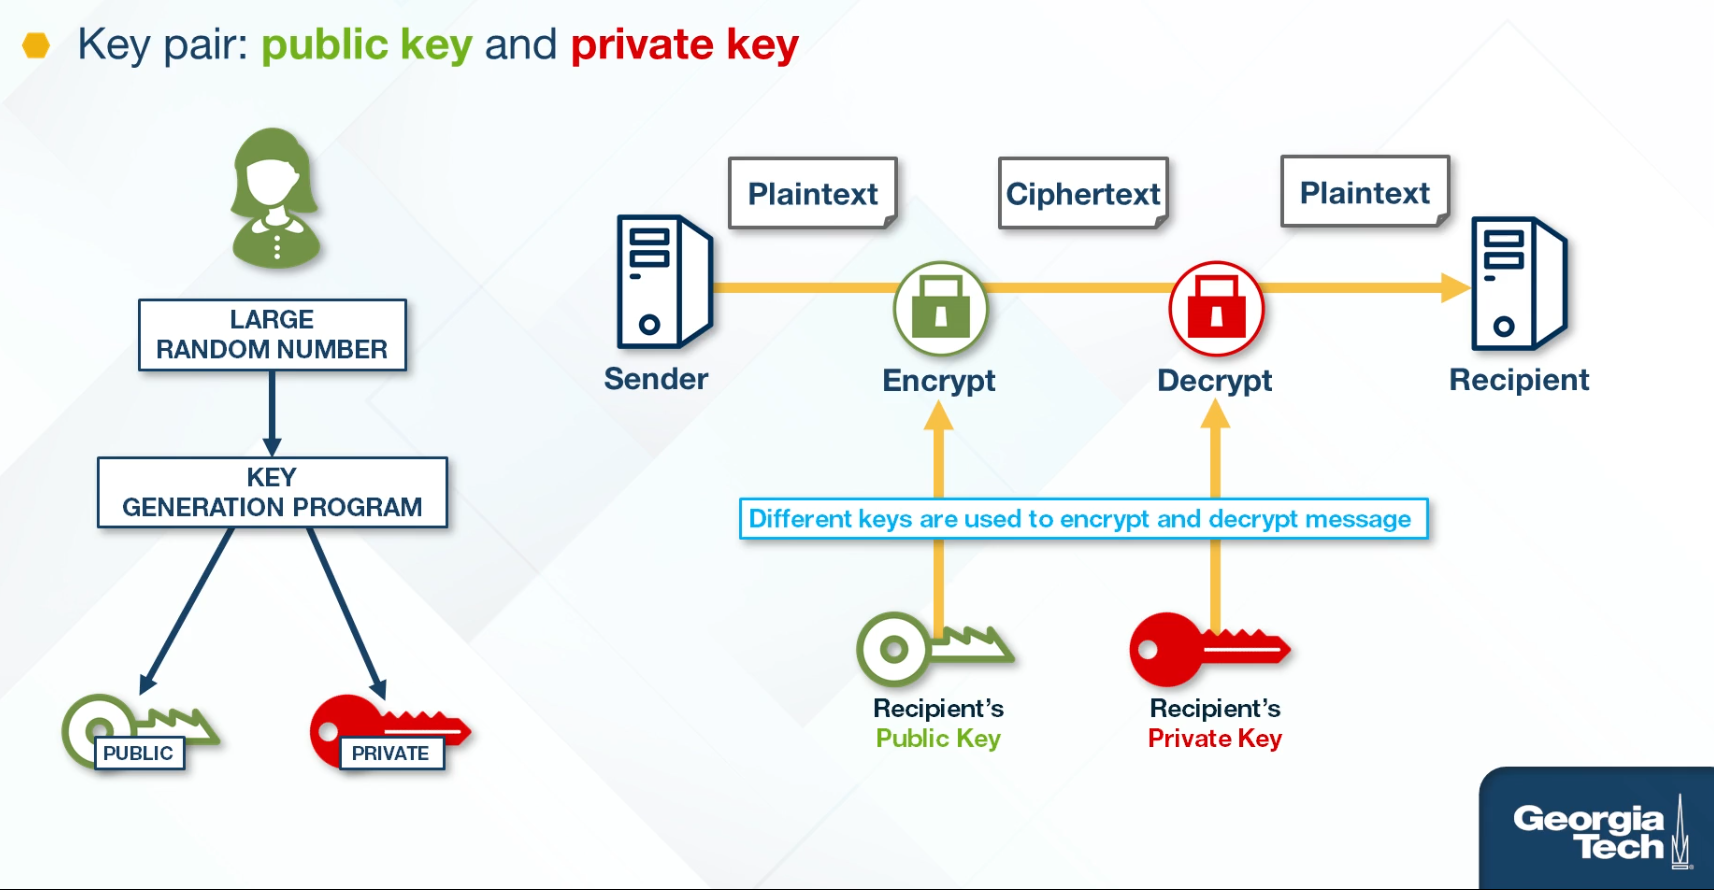 Key pair: public key and private key
LARGE
RANDOM NUMBER
KEY
GENERATION PROGRAM
PUBLIC
PRIVATE
Plaintext
Ciphertext
Plaintext
Sender
Encrypt
Decrypt
Recipient
Different keys are used to encrypt and decrypt message
Recipient's
Public Key
Recipient's
Private Key
Georgia
Tech